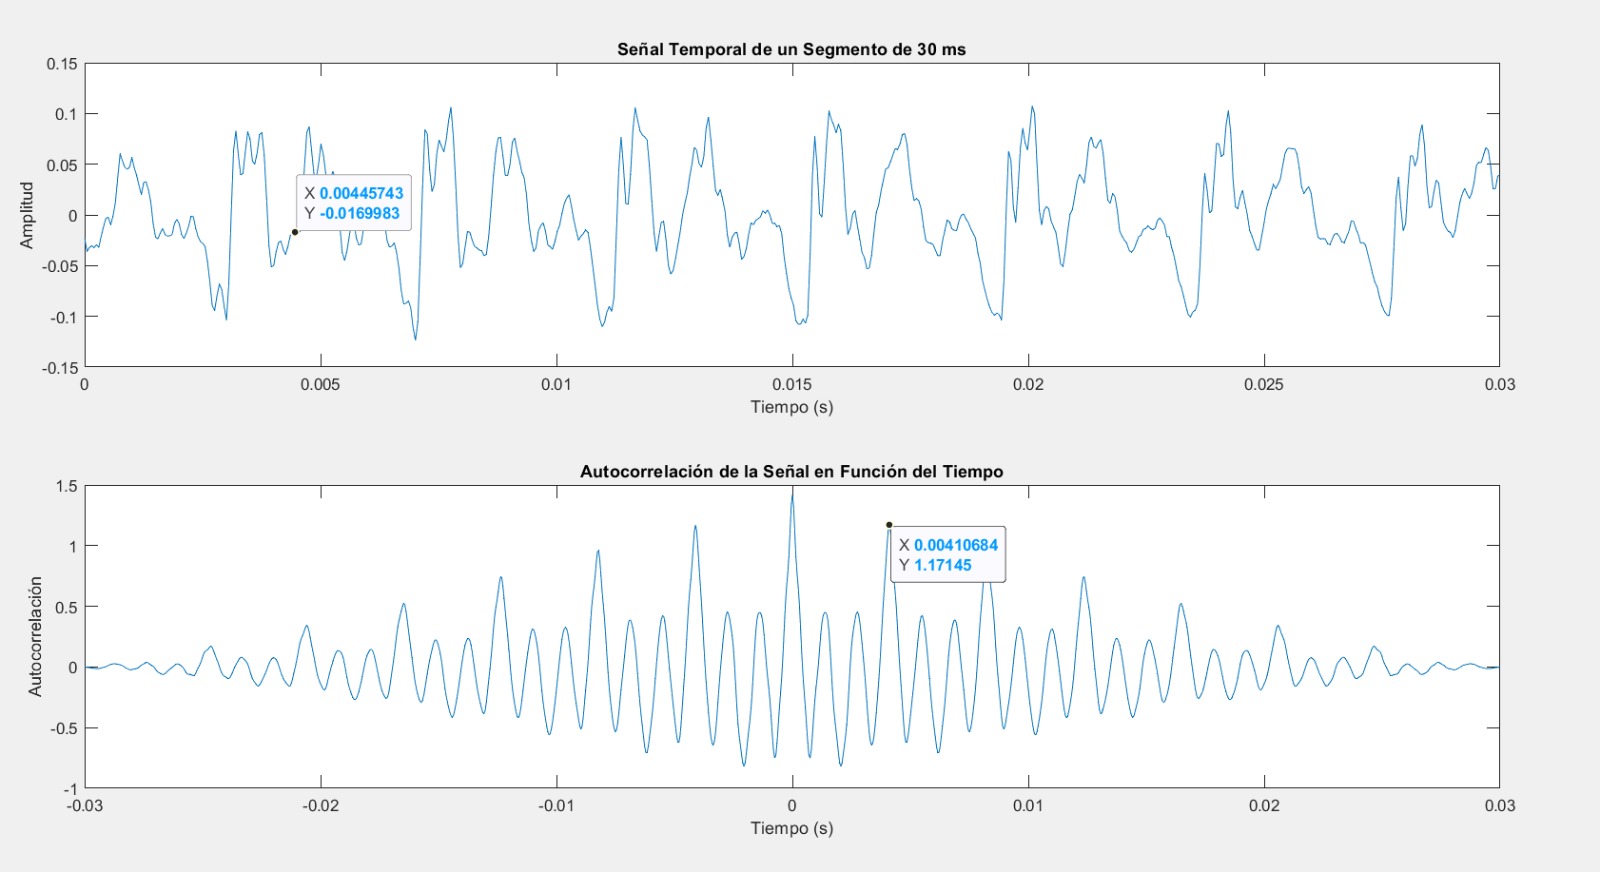 Señal Temporal de un Segmento de 30 ms
0.15
0.1
0.05
0
-0.05
-0.1
-0.15
Amplitud
X 0.00445743
Y -0.0169983
0 0.005 0.01 0.015 0.02 0.025 0.03
Tiempo (s)
Autocorrelación de la Señal en Función del Tiempo
1.5
1
0.5
0
-0.5
-1
Autocorrelación
X 0.00410684
Y 1.17145
-0.03 -0.02 -0.01 0 0.01 0.02 0.03
Tiempo (s)